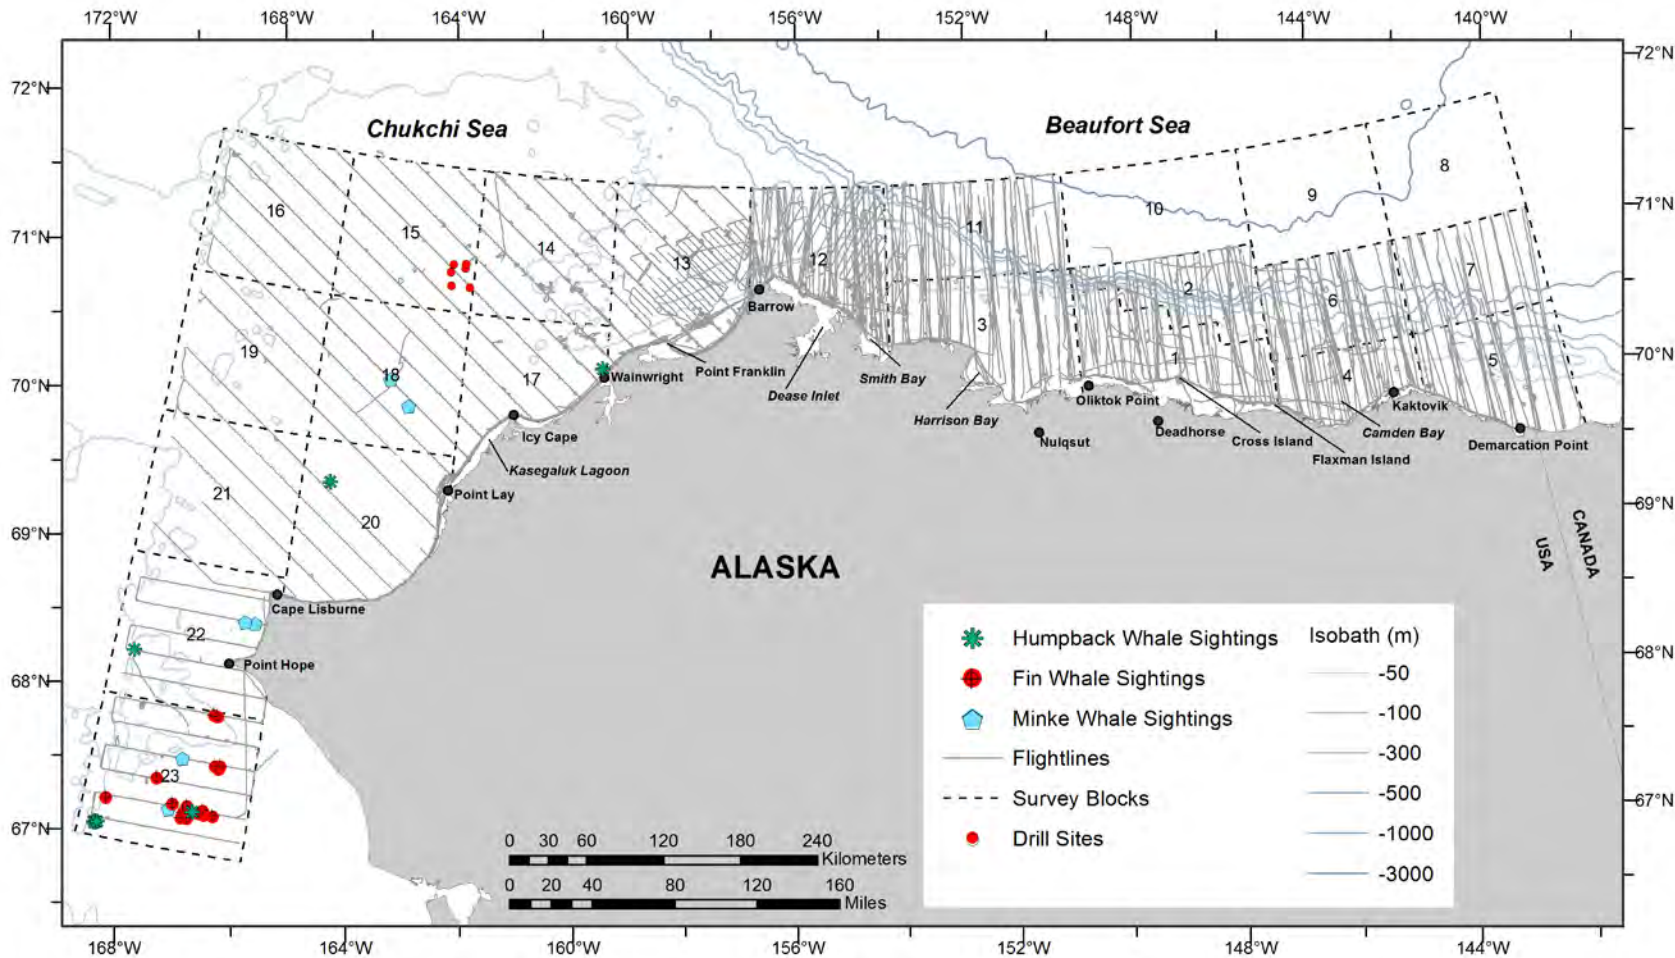 172°W 168°W 164°W 160°W 156°W 152°W 148°W 144°W 140°W
72°N 72°N
Chukchi Sea Beaufort Sea
8
9
16 10
71°N 15 11 71°N
14
13 12 7
2 6
Barrow
3
19 70°N
1 5
70°N 18 17 Wainwright Point Franklin Smith Bay 4
Dease Inlet Oliktok Point Kaktovik
Icy Cape Harrison Bay Deadhorse Cross Island Camden Bay
Nuiqsut Demarcation Point
Kasegaluk Lagoon Flaxman Island
21 Point Lay
20 69°N
69°N CANADA
USA
ALASKA
Cape Lisburne
22
Point Hope
68°N
68°N
23
67°N
67°N
Humpback Whale Sightings
Fin Whale Sightings
Minke Whale Sightings
Flightlines
Survey Blocks
Drill Sites
Isobath (m)
-50
-100
-300
-500
-1000
-3000
0 30 60 120 180 240
Kilometers
0 20 40 80 120 160
Miles
168°W 164°W 160°W 156°W 152°W 148°W 144°W